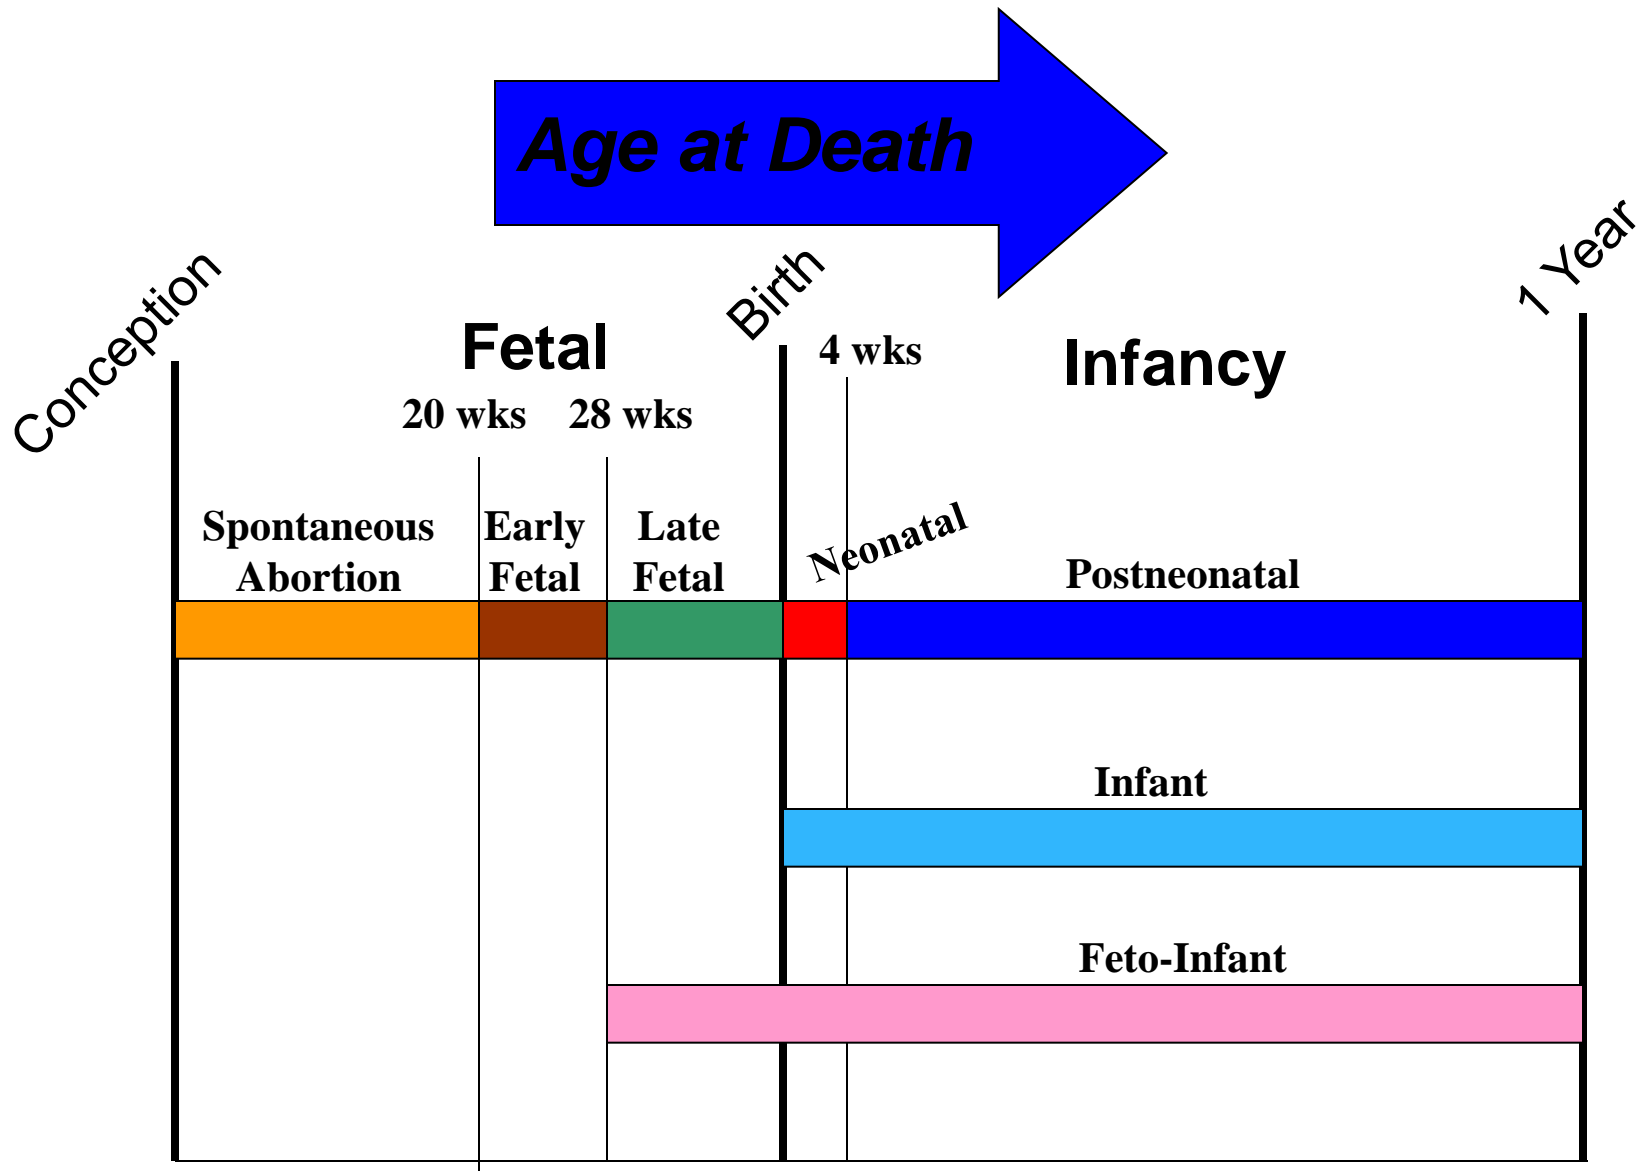 Age at Death
Conception
Birth
1 Year
Fetal
4 wks
Infancy
20 wks
28 wks
Spontaneous
Abortion
Early
Fetal
Late
Fetal
Neonatal
Postneonatal
Infant
Feto-Infant